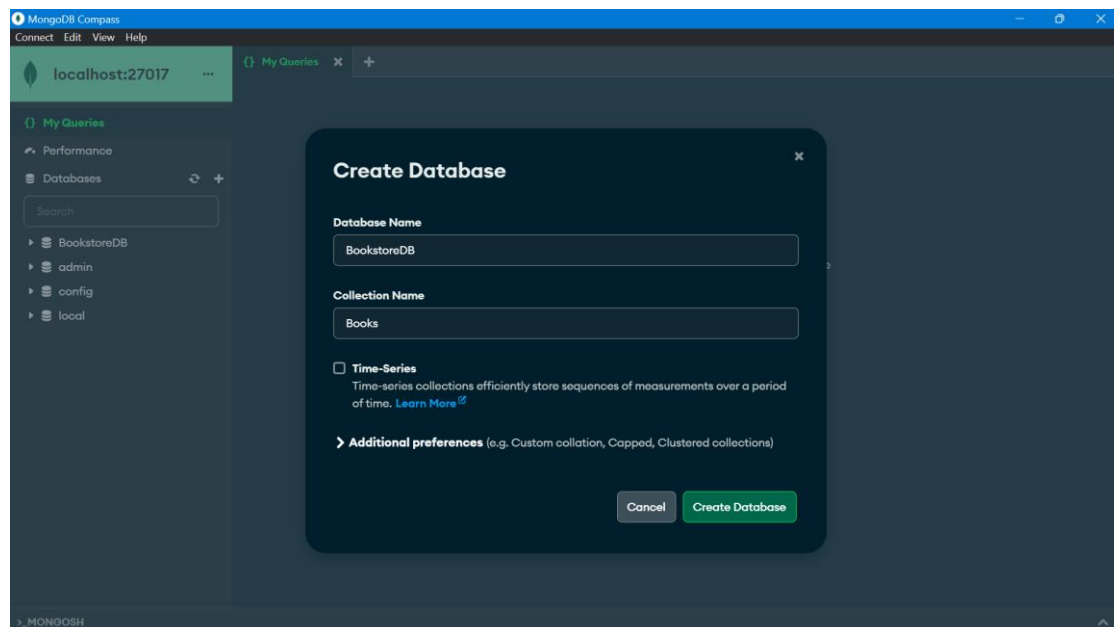 MongoDB Compass
Connect Edit View Help
localhost:27017 ...
{} My Queries
{} My Queries
Performance
Databases
Search
BookstoreDB
admin
config
local
Create Database
Database Name
BookstoreDB
Collection Name
Books
Time-Series
Time-series collections efficiently store sequences of measurements over a period
of time. Learn More
Additional preferences (e.g. Custom collation, Capped, Clustered collections)
Cancel Create Database
>_MONGOSH